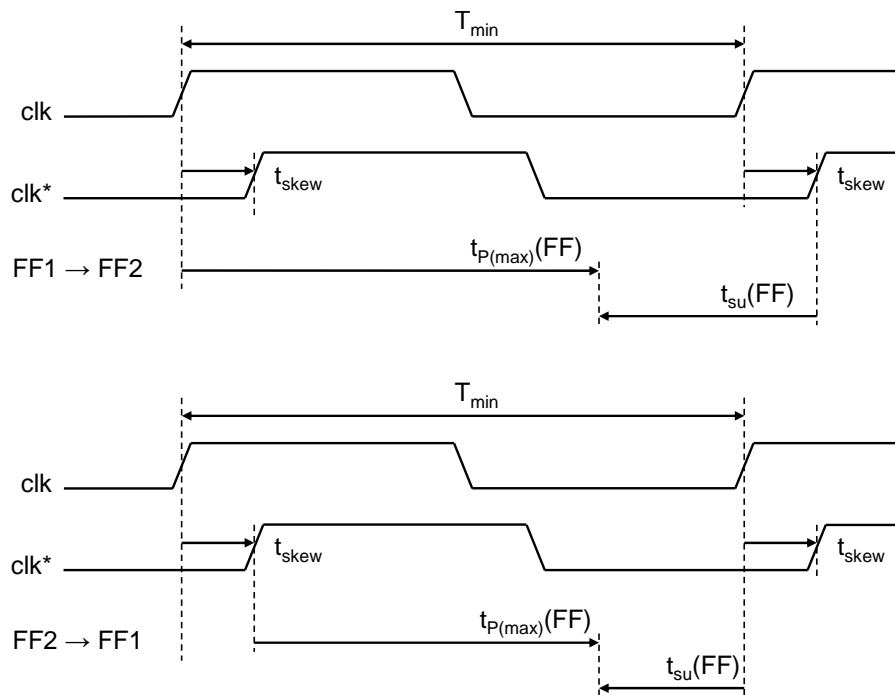 T_min
clk
clk*
t_skew
t_skew
t_P(max)(FF)
FF1 → FF2
t_su(FF)
T_min
clk
clk*
t_skew
t_skew
t_P(max)(FF)
FF2 → FF1
t_su(FF)